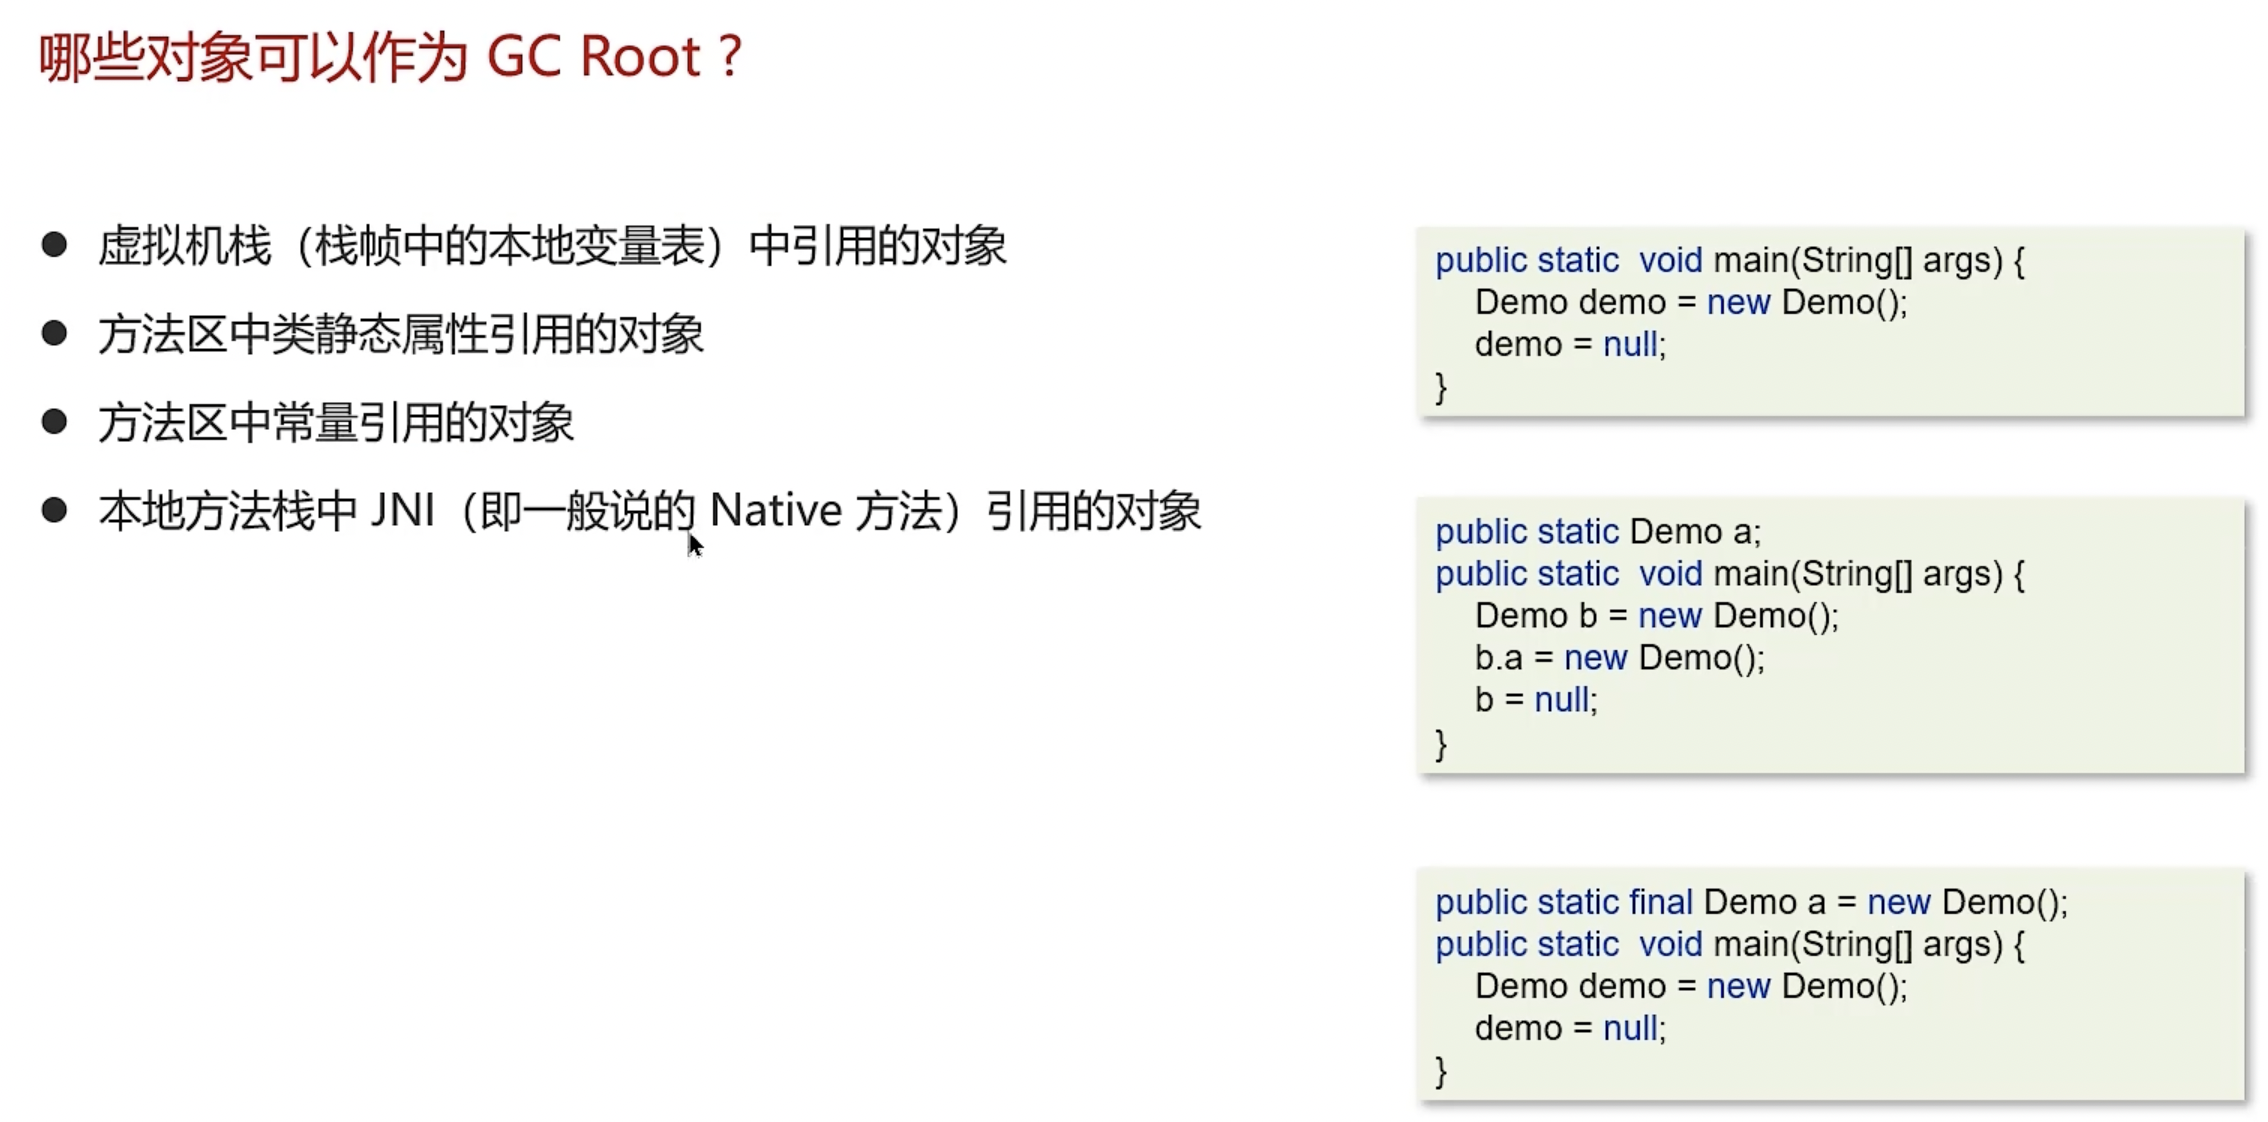 哪些对象可以作为 GC Root？
● 虚拟机栈（栈帧中的本地变量表）中引用的对象
● 方法区中类静态属性引用的对象
● 方法区中常量引用的对象
● 本地方法栈中 JNI（即一般说的 Native 方法）引用的对象
public static  void main(String[] args) {
    Demo demo = new Demo();
    demo = null;
}
public static Demo a;
public static  void main(String[] args) {
    Demo b = new Demo();
    b.a = new Demo();
    b = null;
}
public static final Demo a = new Demo();
public static  void main(String[] args) {
    Demo demo = new Demo();
    demo = null;
}